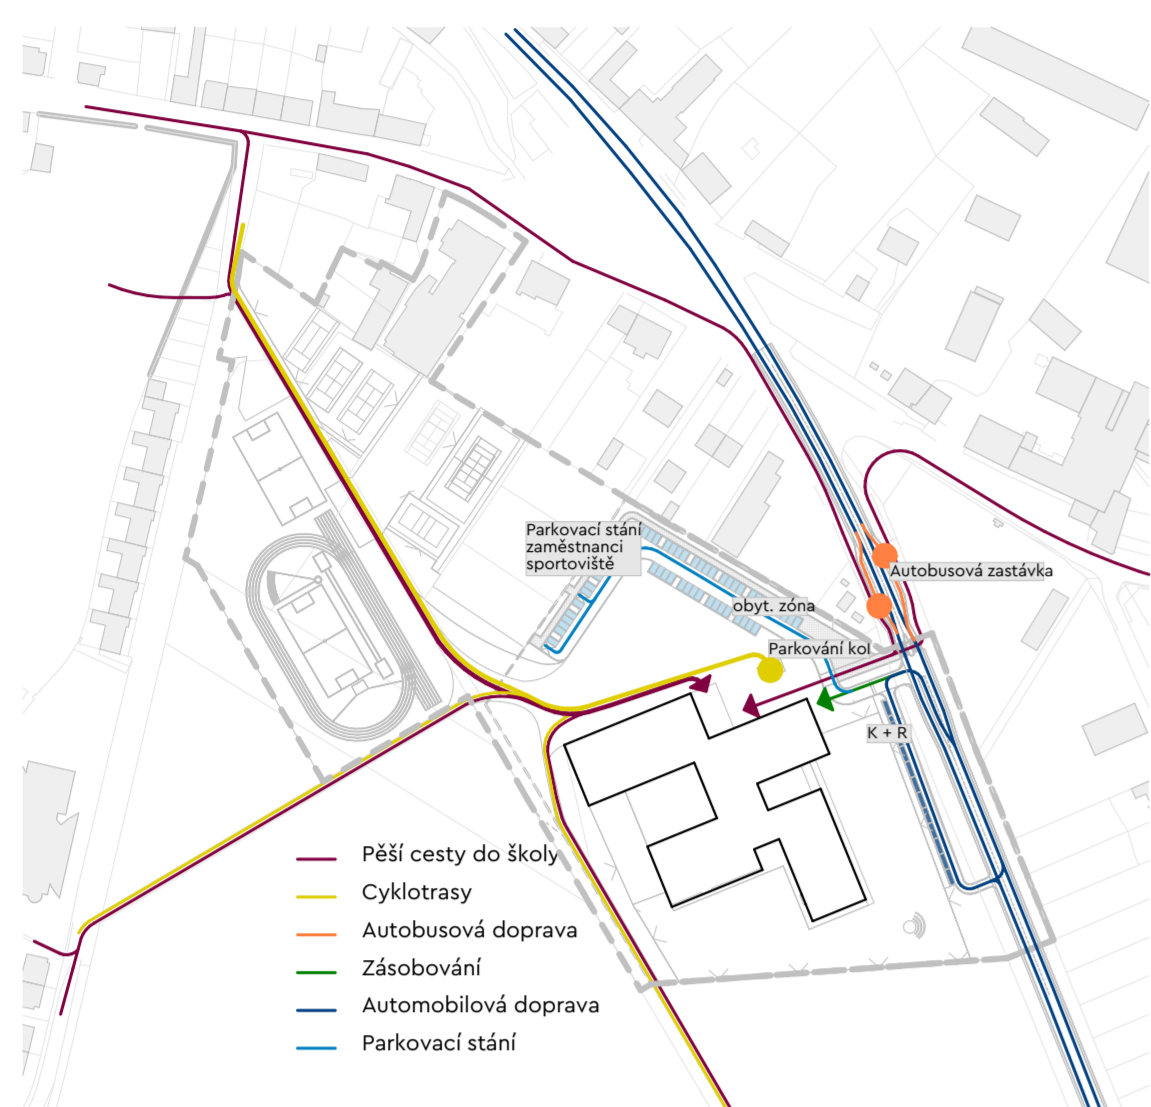 Parkovací stání
zaměstnanci
sportoviště
Autobusová zastávka
obyt. zóna
Parkování kol
K + R
Pěší cesty do školy
Cyklotrasy
Autobusová doprava
Zásobování
Automobilová doprava
Parkovací stání